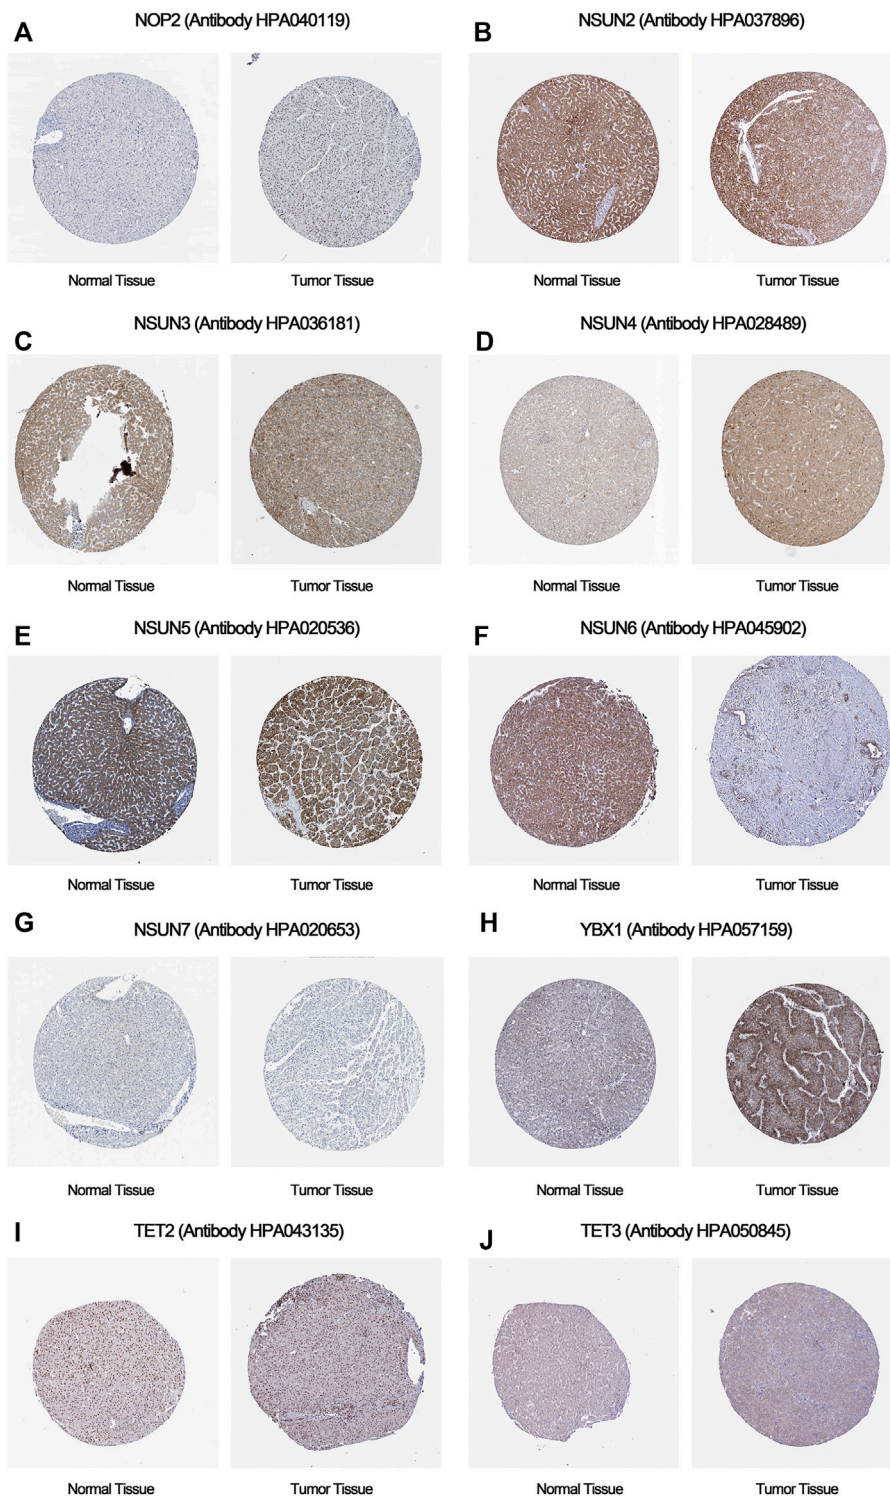 A
NOP2 (Antibody HPA040119)
B
NSUN2 (Antibody HPA037896)
Normal Tissue
Tumor Tissue
Normal Tissue
Tumor Tissue
C
NSUN3 (Antibody HPA036181)
D
NSUN4 (Antibody HPA028489)
Normal Tissue
Tumor Tissue
Normal Tissue
Tumor Tissue
E
NSUN5 (Antibody HPA020536)
F
NSUN6 (Antibody HPA045902)
Normal Tissue
Tumor Tissue
Normal Tissue
Tumor Tissue
G
NSUN7 (Antibody HPA020653)
H
YBX1 (Antibody HPA057159)
Normal Tissue
Tumor Tissue
Normal Tissue
Tumor Tissue
I
TET2 (Antibody HPA043135)
J
TET3 (Antibody HPA050845)
Normal Tissue
Tumor Tissue
Normal Tissue
Tumor Tissue